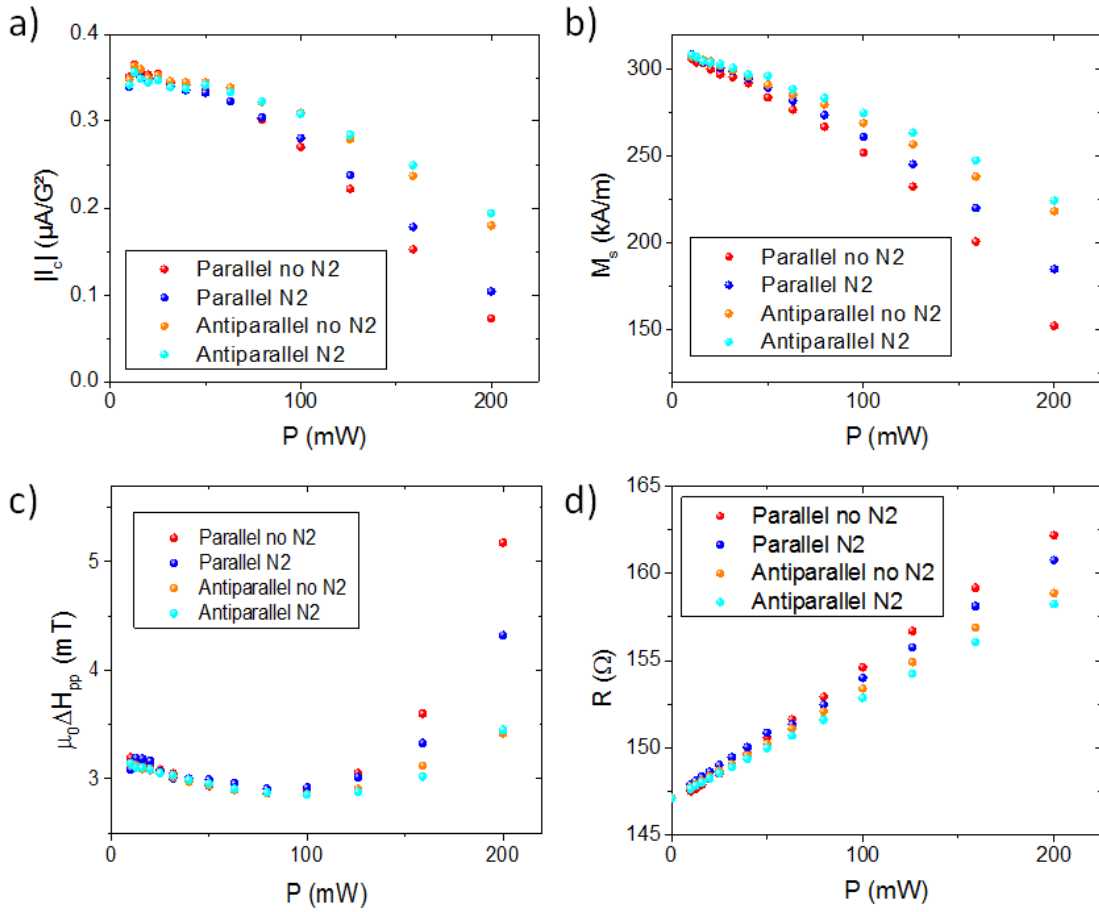 a)
0.4
0.3
0.2
0.1
0.0
|I_c| (µA/G²)
Parallel no N2
Parallel N2
Antiparallel no N2
Antiparallel N2
100
200
P (mW)
b)
300
250
200
150
M_s (kA/m)
Parallel no N2
Parallel N2
Antiparallel no N2
Antiparallel N2
0
100
200
P (mW)
c)
5
4
3
μ₀ΔH_pp (mT)
Parallel no N2
Parallel N2
Antiparallel no N2
Antiparallel N2
0
100
200
P (mW)
d)
165
160
155
150
145
R (Ω)
Parallel no N2
Parallel N2
Antiparallel no N2
Antiparallel N2
0
100
200
P (mW)